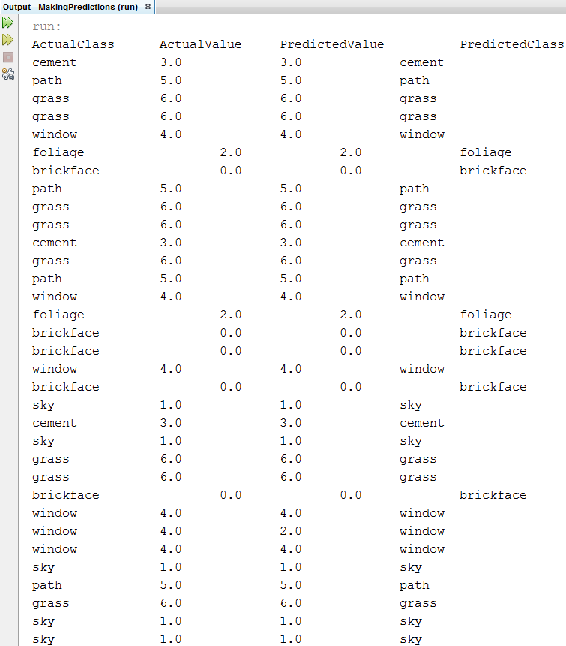 Output - MakingPredictions (run)
run:
ActualClass ActualValue PredictedValue PredictedClass
cement 3.0 3.0 cement
path 5.0 5.0 path
grass 6.0 6.0 grass
grass 6.0 6.0 grass
window 4.0 4.0 window
foliage 2.0 2.0 foliage
brickface 0.0 0.0 brickface
path 5.0 5.0 path
grass 6.0 6.0 grass
grass 6.0 6.0 grass
cement 3.0 3.0 cement
grass 6.0 6.0 grass
path 5.0 5.0 path
window 4.0 4.0 window
foliage 2.0 2.0 foliage
brickface 0.0 0.0 brickface
brickface 0.0 0.0 brickface
window 4.0 4.0 window
brickface 0.0 0.0 brickface
sky 1.0 1.0 sky
cement 3.0 3.0 cement
sky 1.0 1.0 sky
grass 6.0 6.0 grass
grass 6.0 6.0 grass
brickface 0.0 0.0 brickface
window 4.0 4.0 window
window 4.0 2.0 window
window 4.0 4.0 window
sky 1.0 1.0 sky
path 5.0 5.0 path
grass 6.0 6.0 grass
sky 1.0 1.0 sky
sky 1.0 1.0 sky